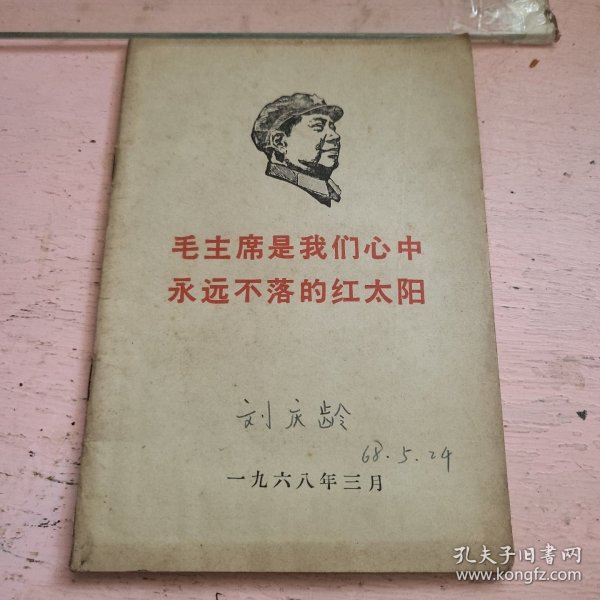 毛主席是我们心中
永远不落的红太阳
刘庆龄
68.5.24
一九六八年三月
孔夫子旧书网
www.kongfz.com